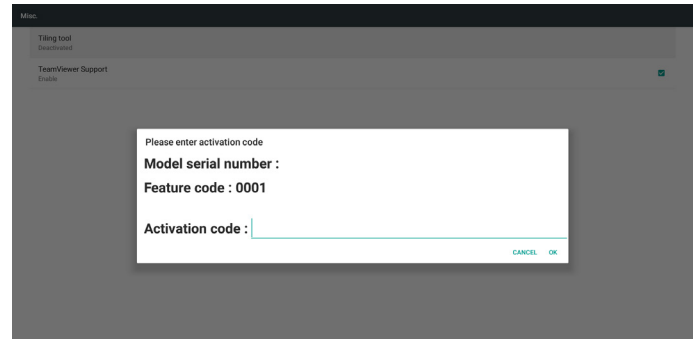 Misc.
Tiling tool
Deactivated
TeamViewer Support
Enable
Please enter activation code
Model serial number :
Feature code : 0001
Activation code :
CANCEL OK